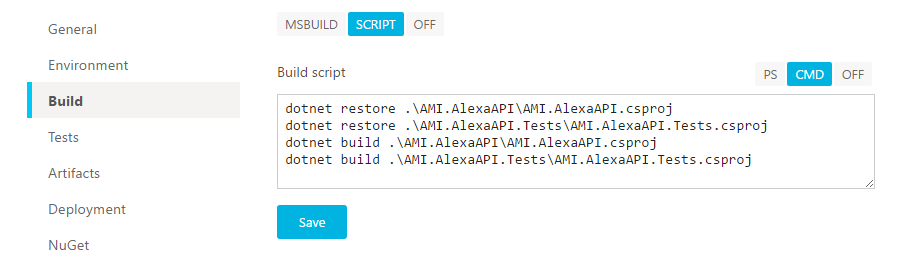 General
Environment
Build
Tests
Artifacts
Deployment
NuGet
MSBUILD SCRIPT OFF
Build script
PS CMD OFF
dotnet restore .\AMI.AlexaAPI\AMI.AlexaAPI.csproj
dotnet restore .\AMI.AlexaAPI.Tests\AMI.AlexaAPI.Tests.csproj
dotnet build .\AMI.AlexaAPI\AMI.AlexaAPI.csproj
dotnet build .\AMI.AlexaAPI.Tests\AMI.AlexaAPI.Tests.csproj
Save